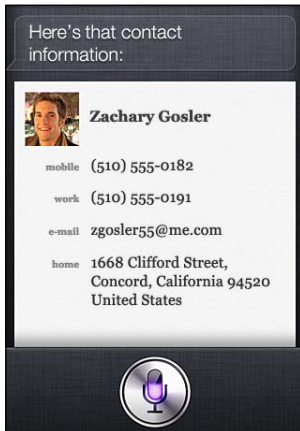 Here's that contact
information:
Zachary Gosler
mobile (510) 555-0182
work (510) 555-0191
e-mail zgosler55@me.com
home 1668 Clifford Street,
Concord, California 94520
United States